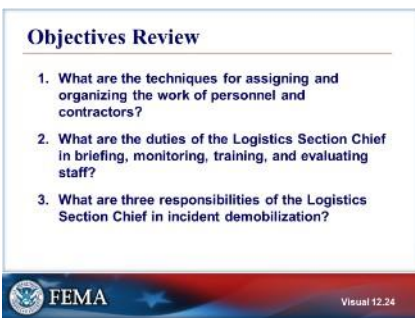 Objectives Review
1. What are the techniques for assigning and
organizing the work of personnel and
contractors?
2. What are the duties of the Logistics Section Chief
in briefing, monitoring, training, and evaluating
staff?
3. What are three responsibilities of the Logistics
Section Chief in incident demobilization?
FEMA
Visual 12.24